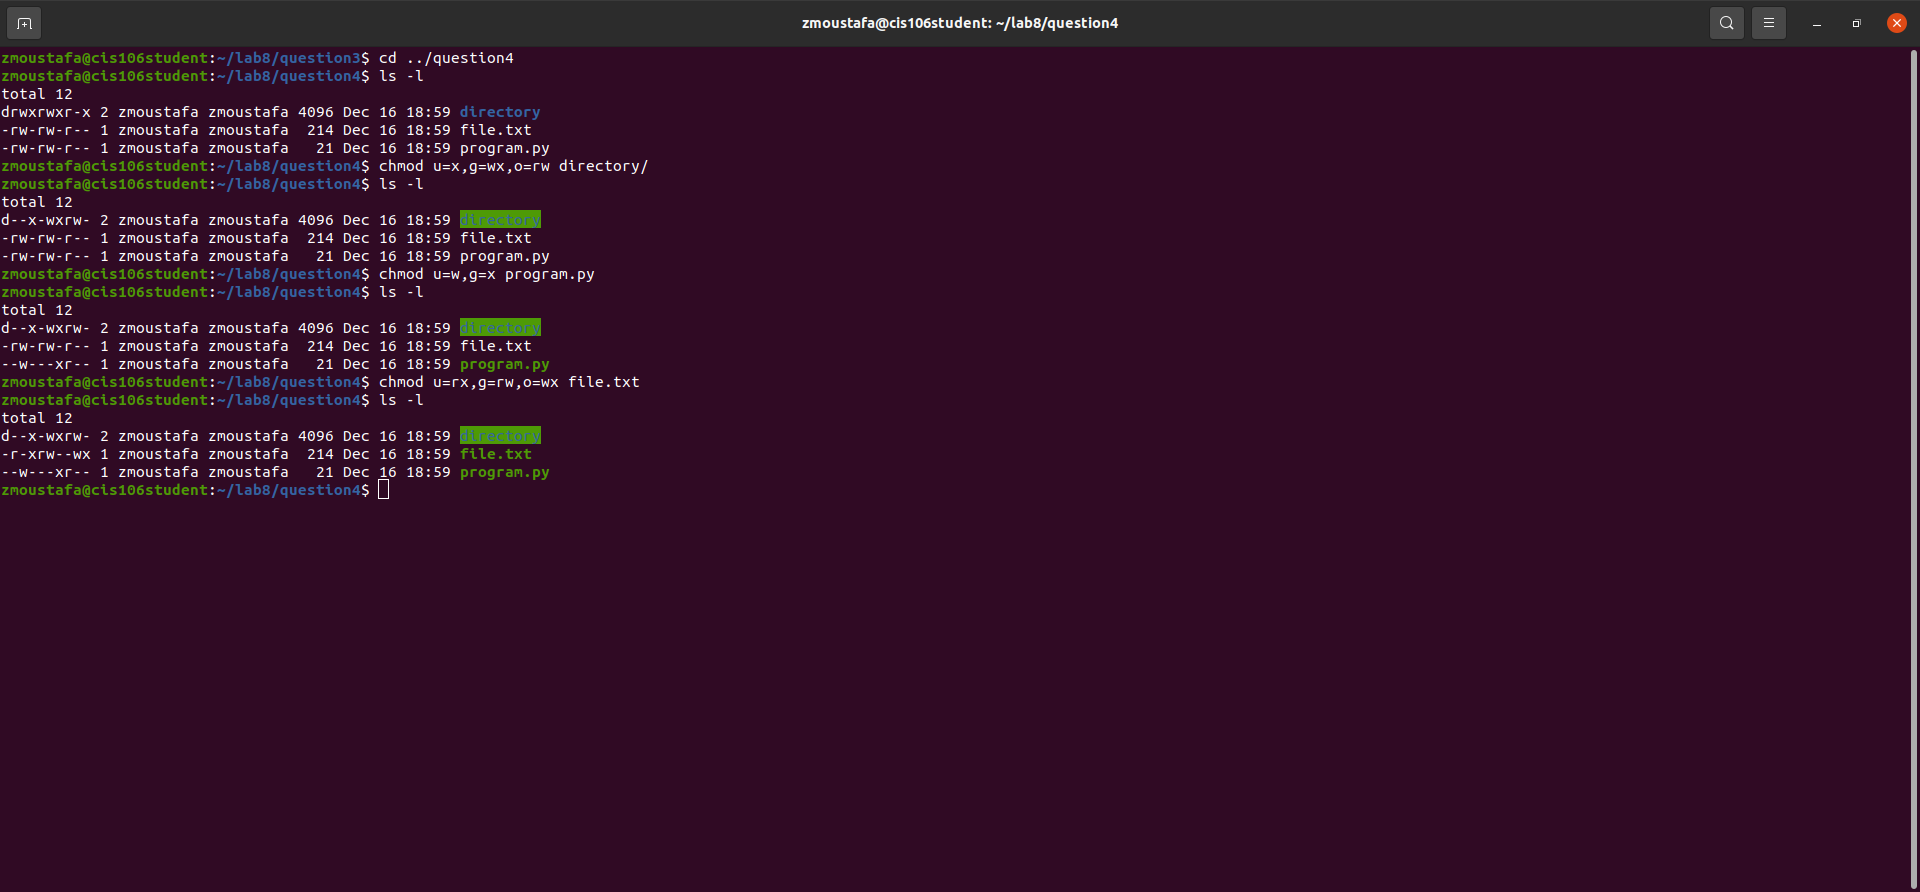 zmoustafa@cis106student: ~/lab8/question4
zmoustafa@cis106student:~/lab8/question3$ cd ../question4
zmoustafa@cis106student:~/lab8/question4$ ls -l
total 12
drwxrwxr-x 2 zmoustafa zmoustafa 4096 Dec 16 18:59 directory
-rw-rw-r-- 1 zmoustafa zmoustafa  214 Dec 16 18:59 file.txt
-rw-rw-r-- 1 zmoustafa zmoustafa   21 Dec 16 18:59 program.py
zmoustafa@cis106student:~/lab8/question4$ chmod u=x,g=wx,o=rw directory/
zmoustafa@cis106student:~/lab8/question4$ ls -l
total 12
d--x-wxrw- 2 zmoustafa zmoustafa 4096 Dec 16 18:59 directory
-rw-rw-r-- 1 zmoustafa zmoustafa  214 Dec 16 18:59 file.txt
-rw-rw-r-- 1 zmoustafa zmoustafa   21 Dec 16 18:59 program.py
zmoustafa@cis106student:~/lab8/question4$ chmod u=w,g=x program.py
zmoustafa@cis106student:~/lab8/question4$ ls -l
total 12
d--x-wxrw- 2 zmoustafa zmoustafa 4096 Dec 16 18:59 directory
-rw-rw-r-- 1 zmoustafa zmoustafa  214 Dec 16 18:59 file.txt
--w---xr-- 1 zmoustafa zmoustafa   21 Dec 16 18:59 program.py
zmoustafa@cis106student:~/lab8/question4$ chmod u=rx,g=rw,o=wx file.txt
zmoustafa@cis106student:~/lab8/question4$ ls -l
total 12
d--x-wxrw- 2 zmoustafa zmoustafa 4096 Dec 16 18:59 directory
-r-xrw--wx 1 zmoustafa zmoustafa  214 Dec 16 18:59 file.txt
--w---xr-- 1 zmoustafa zmoustafa   21 Dec 16 18:59 program.py
zmoustafa@cis106student:~/lab8/question4$